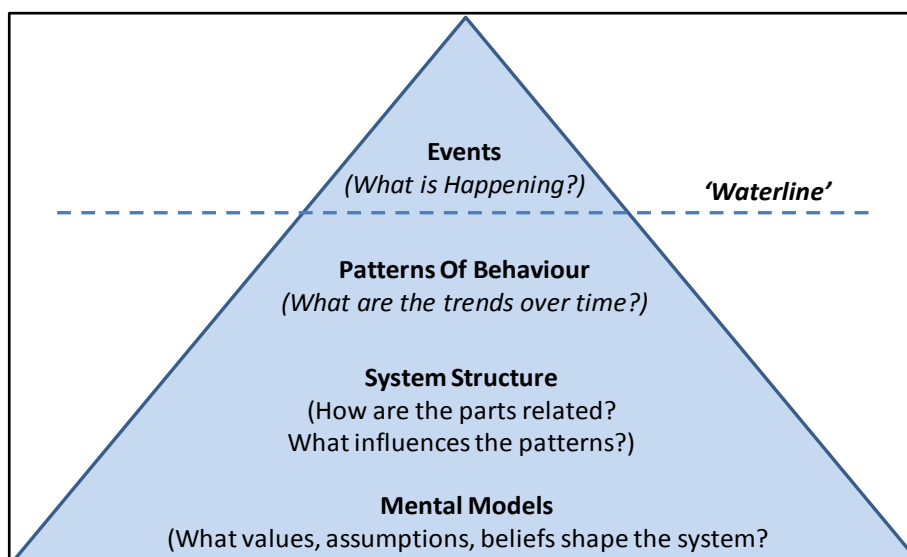 Events
(What is Happening?)
‘Waterline’
Patterns Of Behaviour
(What are the trends over time?)
System Structure
(How are the parts related?
What influences the patterns?)
Mental Models
(What values, assumptions, beliefs shape the system?